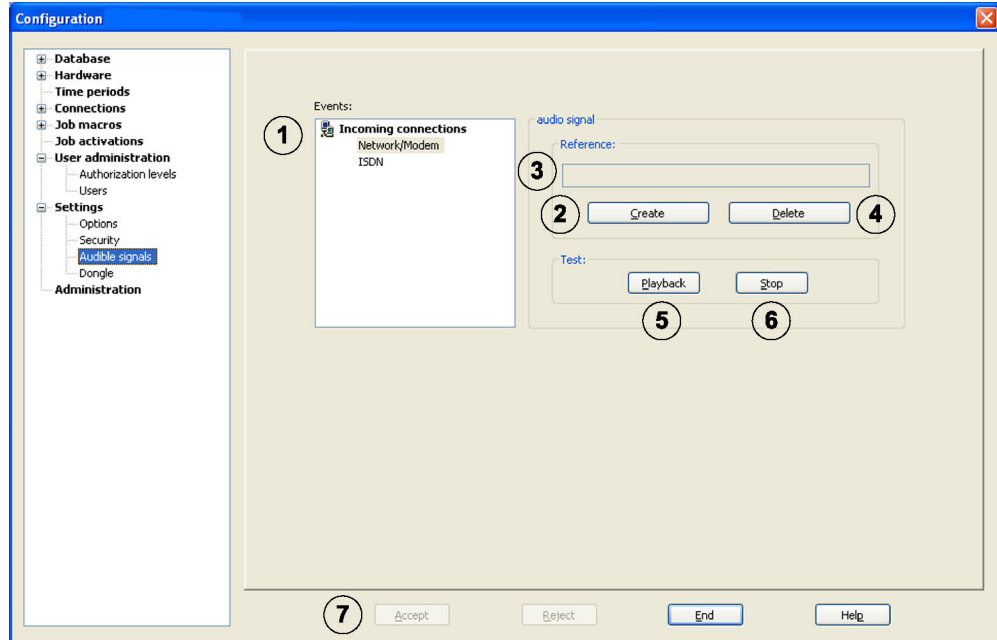 Configuration
Database
Hardware
Time periods
Connections
Job macros
Job activations
User administration
Authorization levels
Users
Settings
Options
Security
Audible signals
Dongle
Administration
Events:
1
Incoming connections
Network/Modem
ISDN
audio signal
Reference:
3
2
Create
Delete
4
Test:
Playback
Stop
5
6
7
Accept
Reject
End
Help